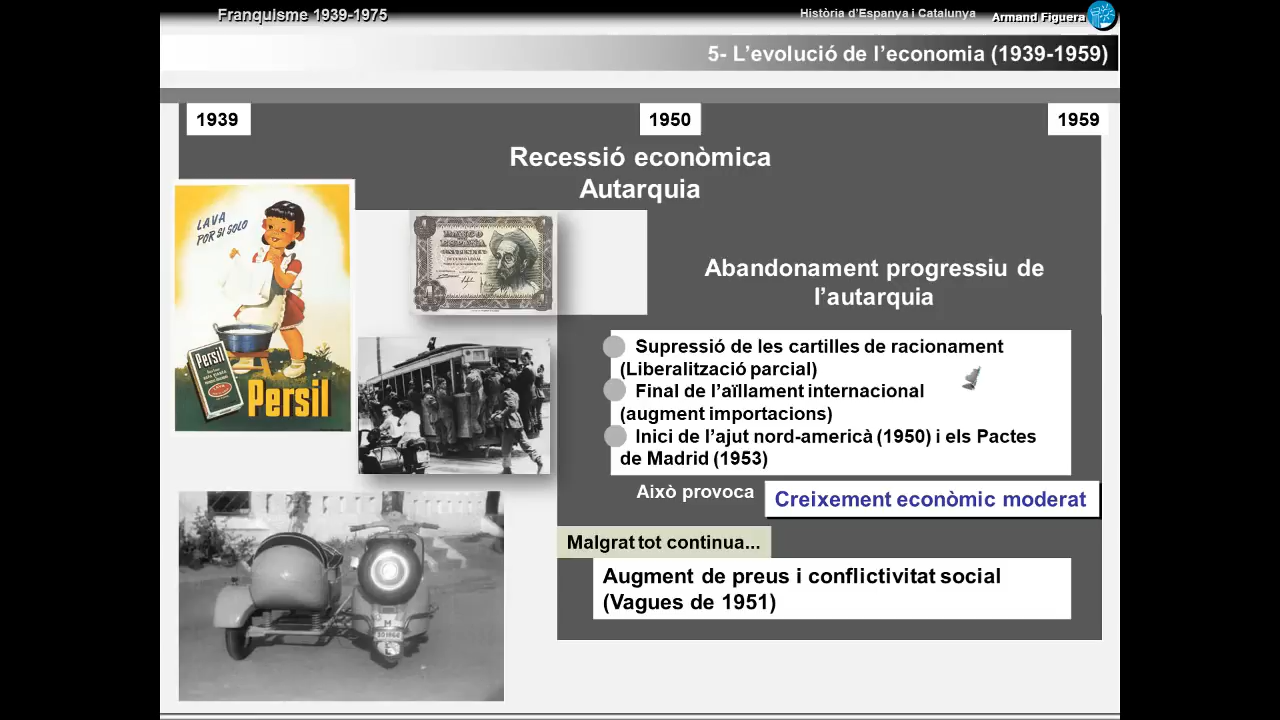 Franquisme 1939-1975
Història d'Espanya i Catalunya
Armand Figuera
5- L'evolució de l'economia (1939-1959)
1939
1950
1959
Recessió econòmica
Autarquia
LAVA
POR SI SOLO
Persil
Persil
BANCO
DE
ESPAÑA
Abandonament progressiu de
l'autarquia
Supressió de les cartilles de racionament
(Liberalització parcial)
Final de l'aïllament internacional
(augment importacions)
Inici de l'ajut nord-americà (1950) i els Pactes
de Madrid (1953)
Això provoca
Creixement econòmic moderat
Malgrat tot continua...
Augment de preus i conflictivitat social
(Vagues de 1951)
M